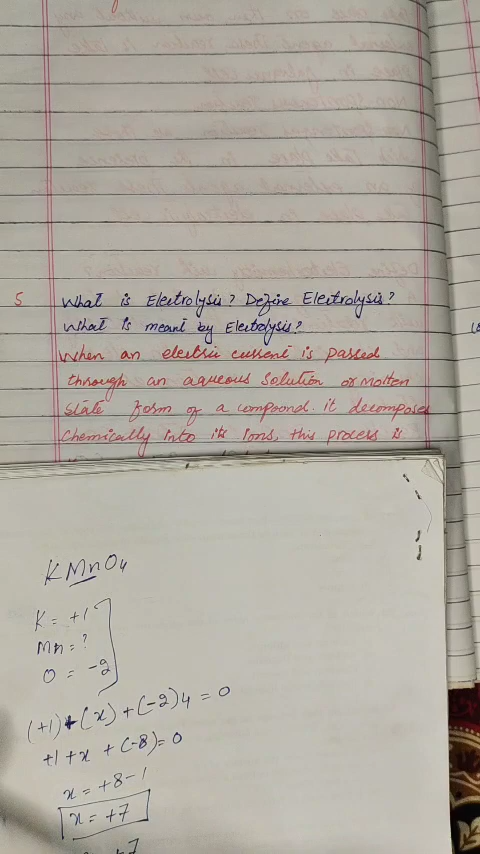 5 What is Electrolysis? Define Electrolysis?
What is meant by Electrolysis?
When an electric current is passed
through an aqueous solution or molten
state form of a compound. it decomposes
chemically into its Ions, this process is
KMnO4
K = +1
Mn = ?
O = -2
(+1) + (x) + (-2)4 = 0
+1 + x + (-8) = 0
x = +8 - 1
x = +7